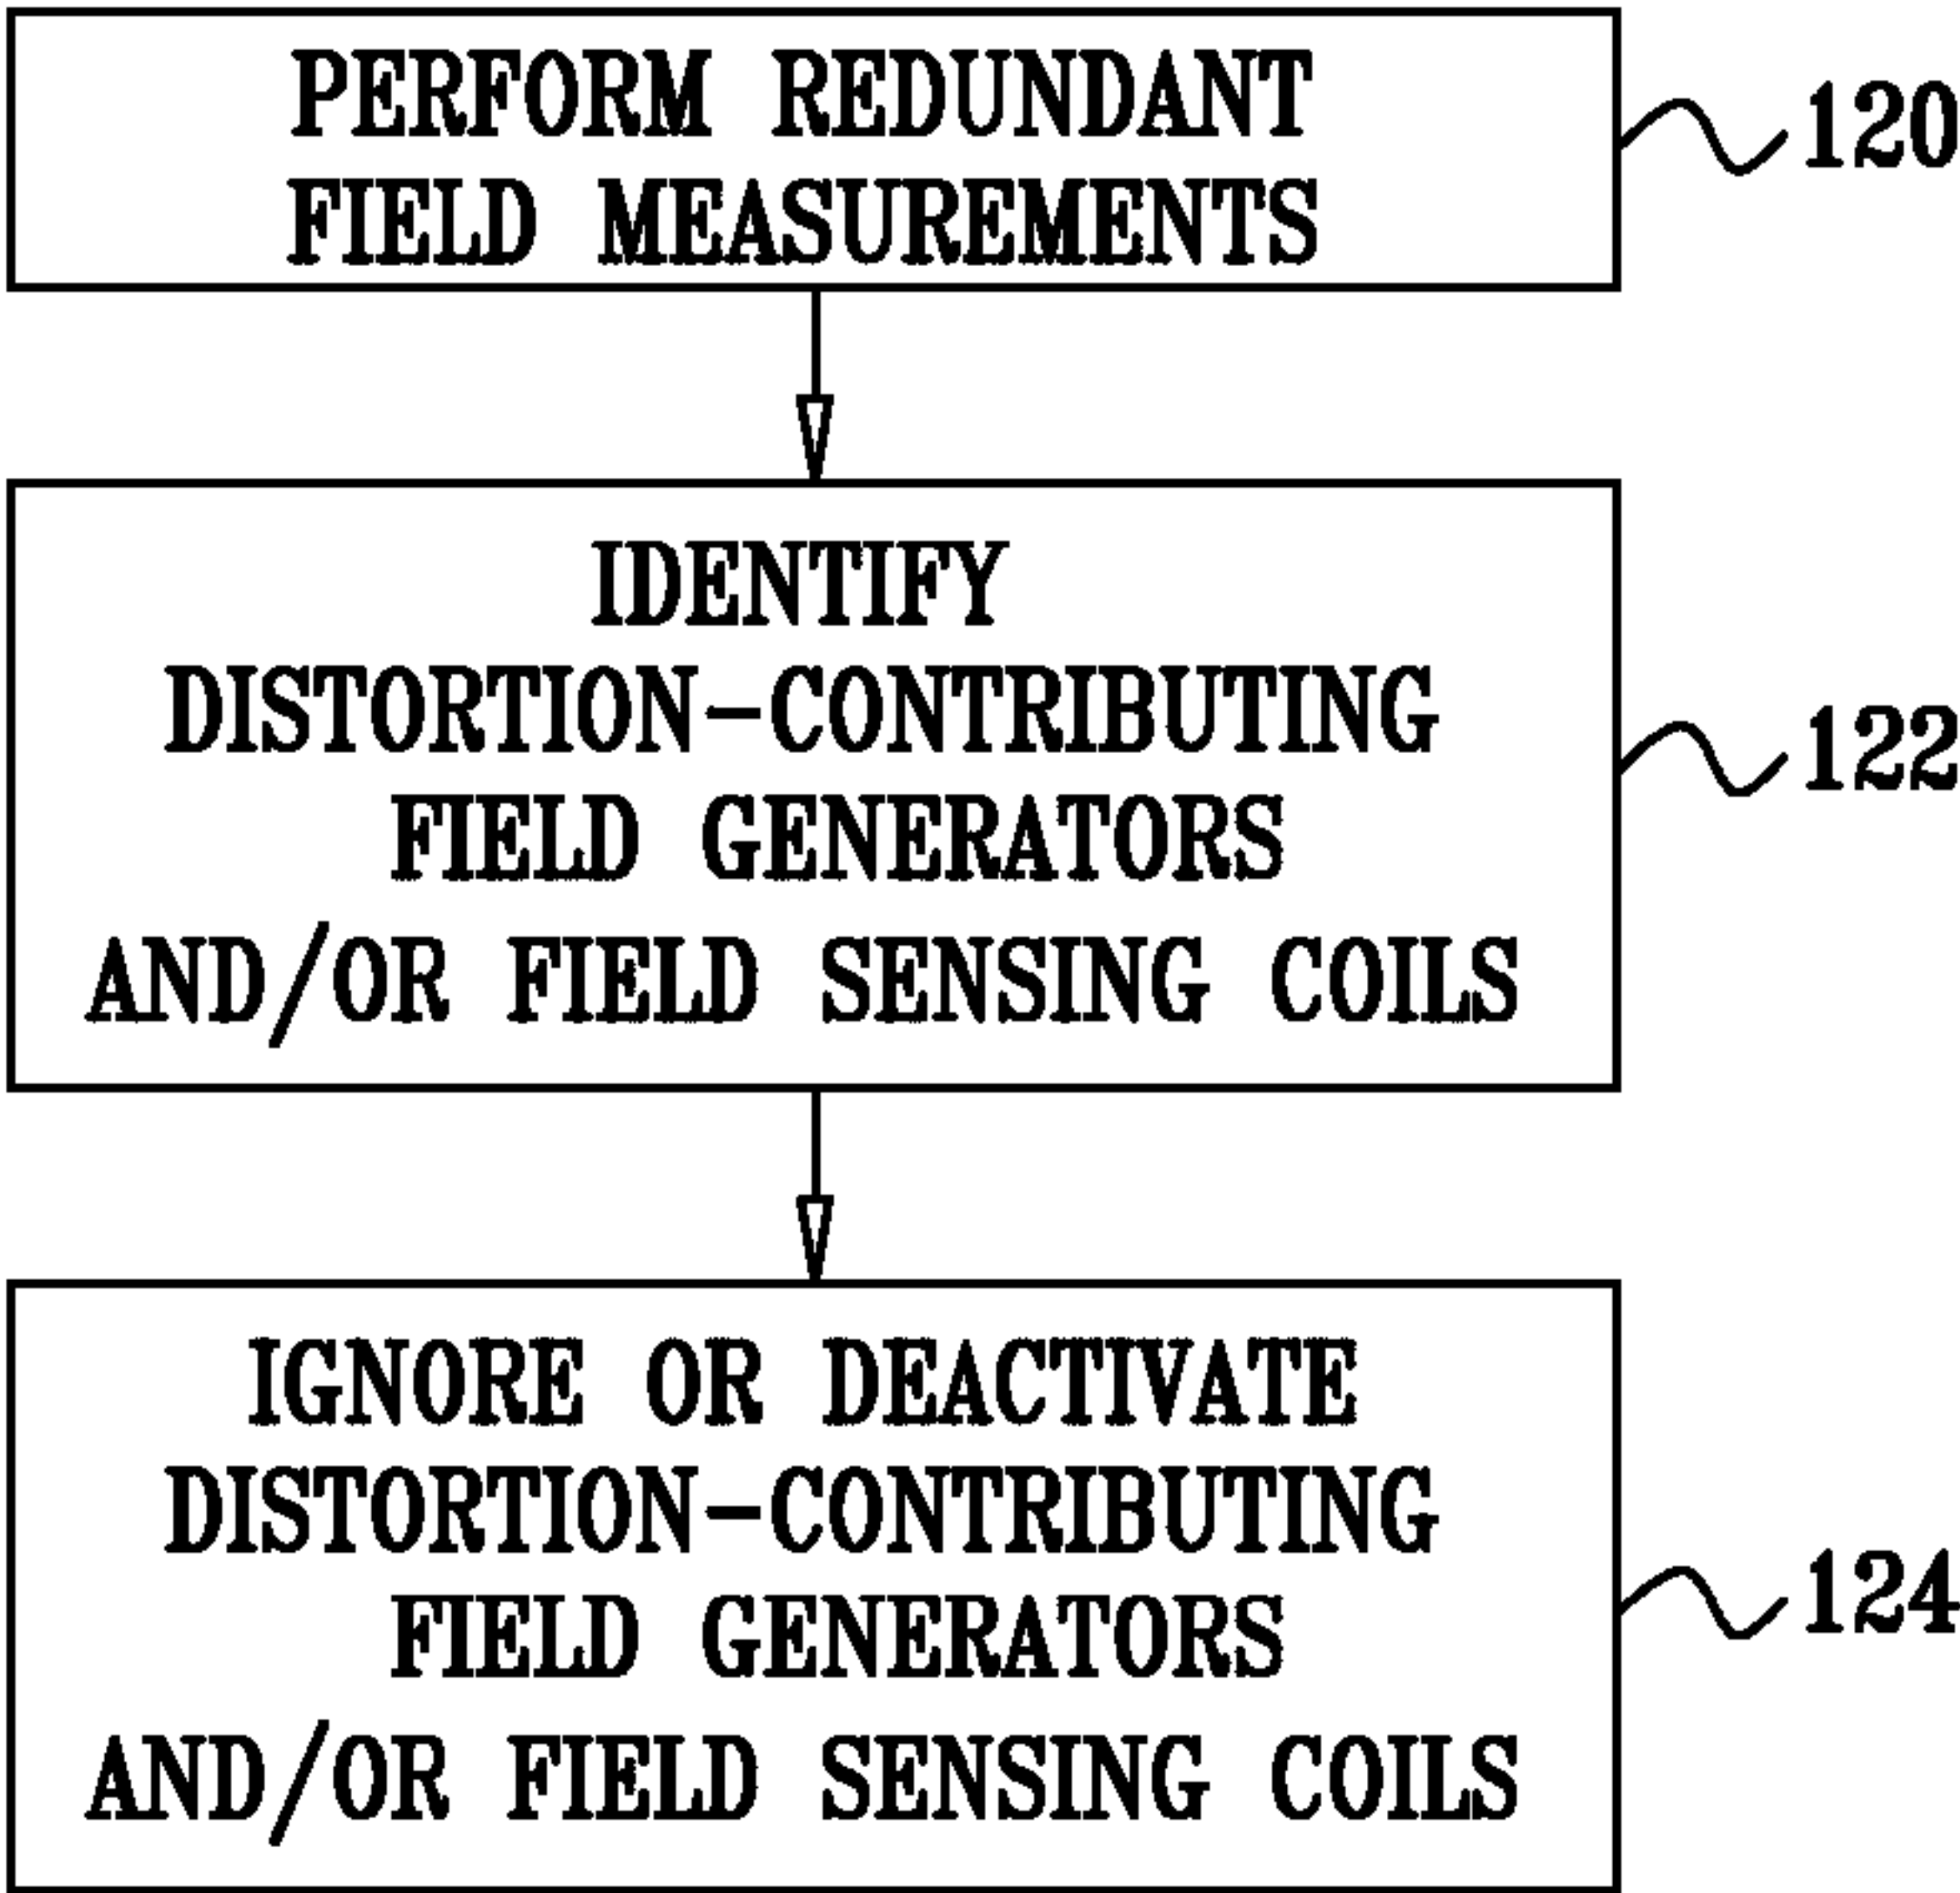 PERFORM REDUNDANT
FIELD MEASUREMENTS
120
IDENTIFY
DISTORTION-CONTRIBUTING
FIELD GENERATORS
AND/OR FIELD SENSING COILS
122
IGNORE OR DEACTIVATE
DISTORTION-CONTRIBUTING
FIELD GENERATORS
AND/OR FIELD SENSING COILS
124